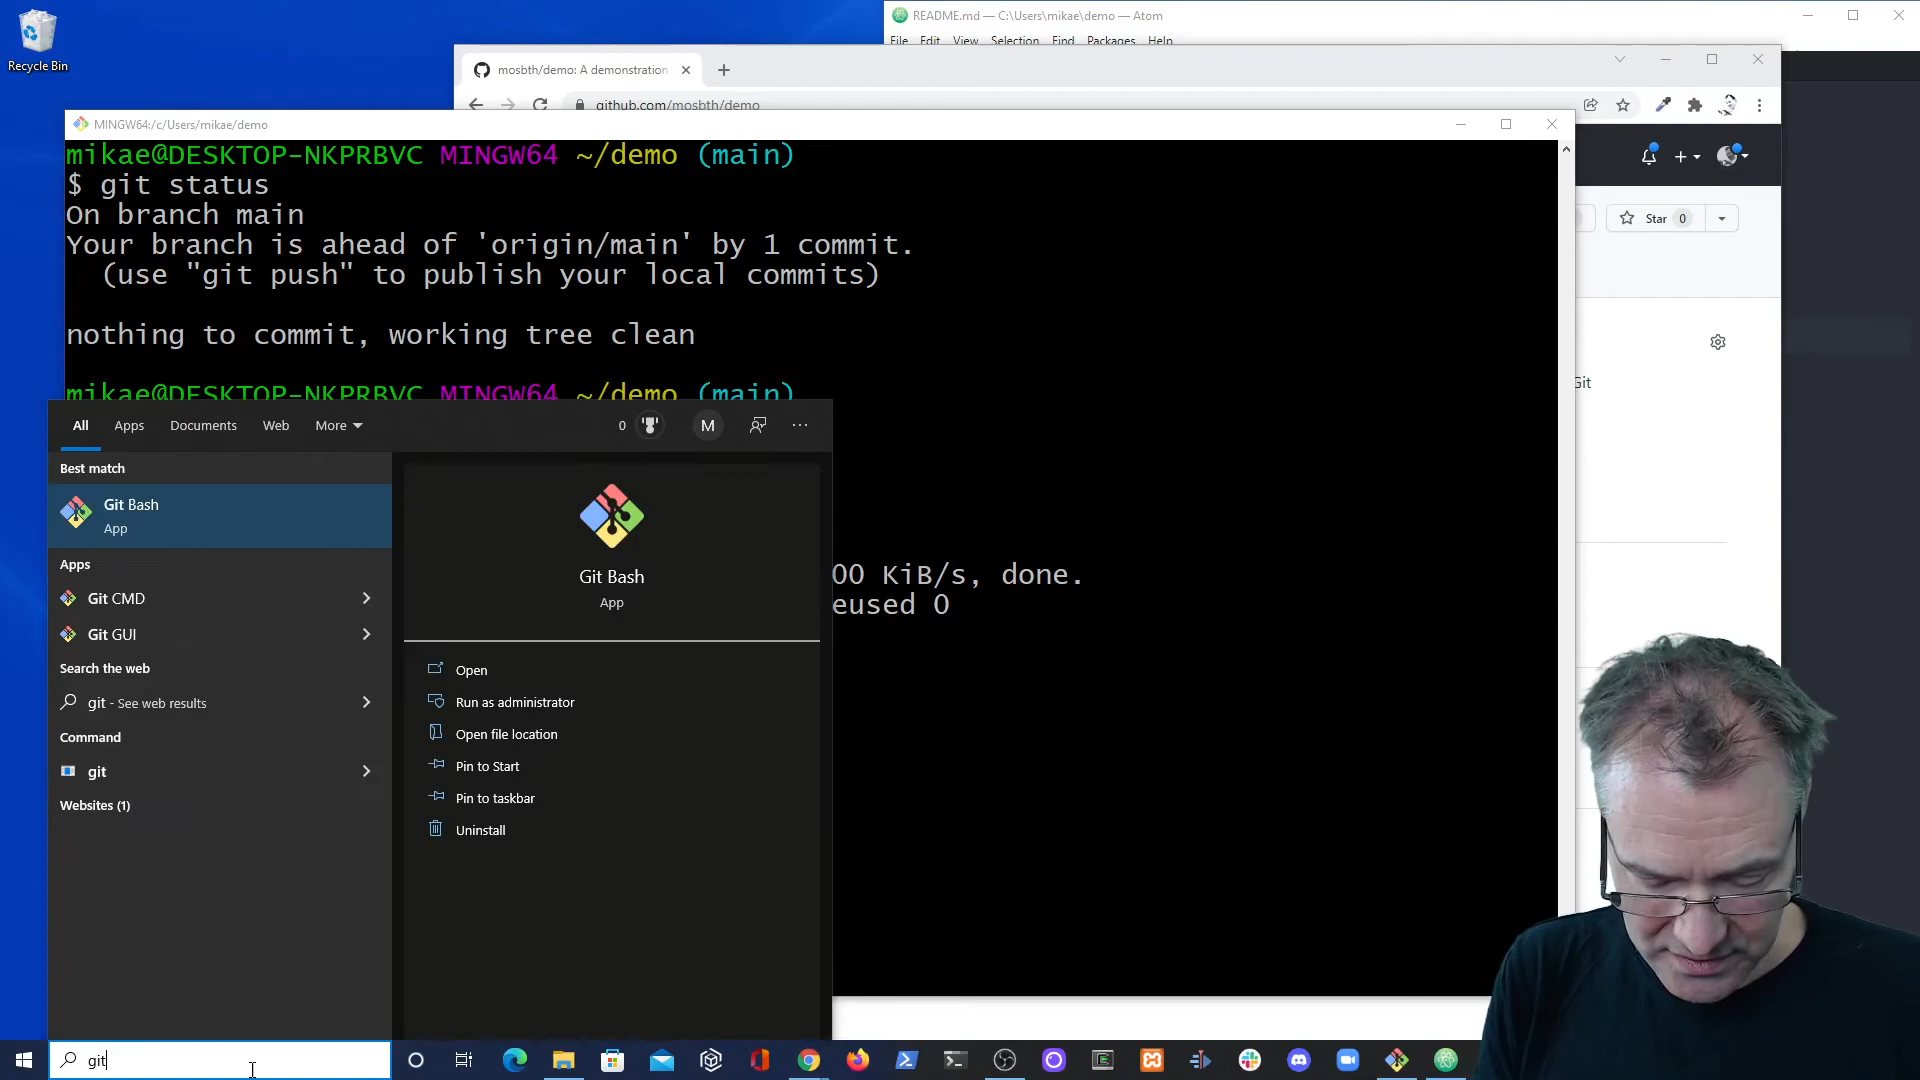 Recycle Bin
README.md — C:\Users\mikae\demo — Atom
File Edit View Selection Find Packages Help
mosbth/demo: A demonstration
github.com/mosbth/demo
MINGW64:/c/Users/mikae/demo
mikae@DESKTOP-NKPRBVC MINGW64 ~/demo (main)
$ git status
On branch main
Your branch is ahead of 'origin/main' by 1 commit.
(use "git push" to publish your local commits)
nothing to commit, working tree clean
mikae@DESKTOP-NKPRBVC MINGW64 ~/demo (main)
Star 0
Git
00 KiB/s, done.
eused 0
All Apps Documents Web More
0
M
Best match
Git Bash
App
Apps
Git CMD
Git GUI
Search the web
git - See web results
Command
git
Websites (1)
Git Bash
App
Open
Run as administrator
Open file location
Pin to Start
Pin to taskbar
Uninstall
git